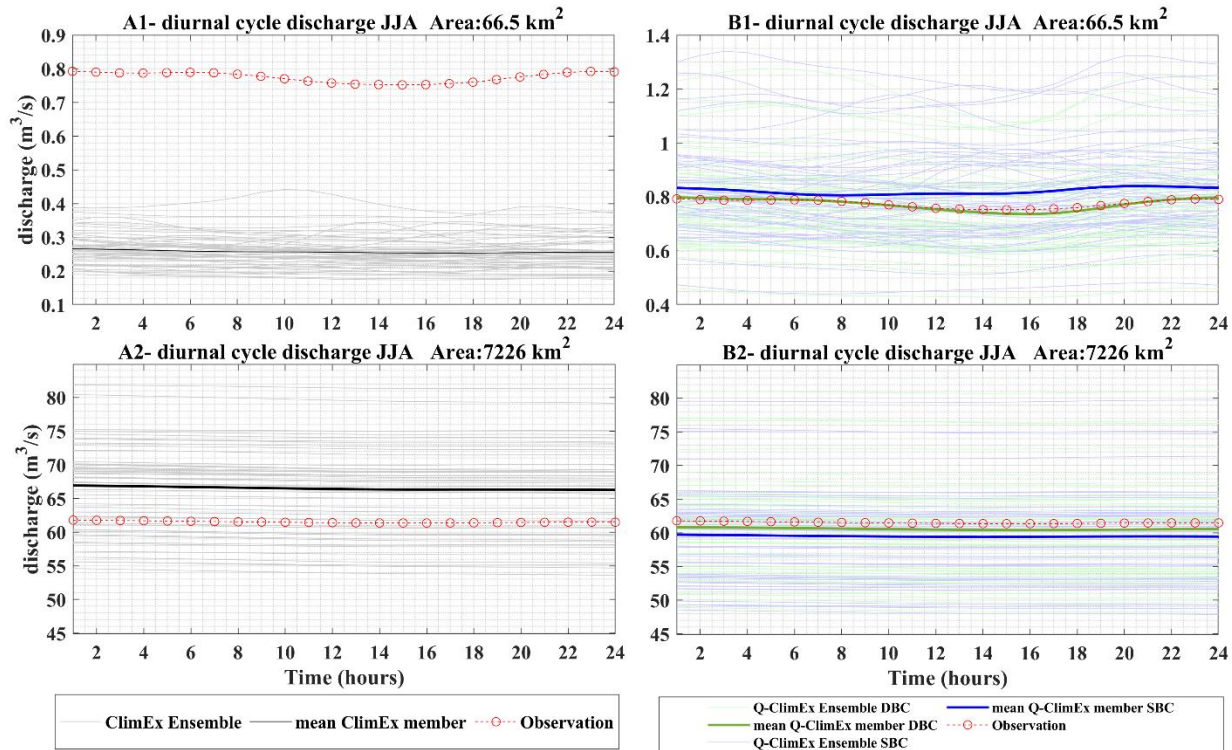 A1- diurnal cycle discharge JJA Area:66.5 km²
discharge (m³/s)
0.9
0.8
0.7
0.6
0.5
0.4
0.3
0.2
0.1
2 4 6 8 10 12 14 16 18 20 22 24
B1- diurnal cycle discharge JJA Area:66.5 km²
1.4
1.2
1
0.8
0.6
0.4
2 4 6 8 10 12 14 16 18 20 22 24
A2- diurnal cycle discharge JJA Area:7226 km²
discharge (m³/s)
80
75
70
65
60
55
50
45
2 4 6 8 10 12 14 16 18 20 22 24
Time (hours)
B2- diurnal cycle discharge JJA Area:7226 km²
80
75
70
65
60
55
50
45
2 4 6 8 10 12 14 16 18 20 22 24
Time (hours)
ClimEx Ensemble mean ClimEx member Observation
Q-ClimEx Ensemble DBC mean Q-ClimEx member SBC
mean Q-ClimEx member DBC Observation
Q-ClimEx Ensemble SBC